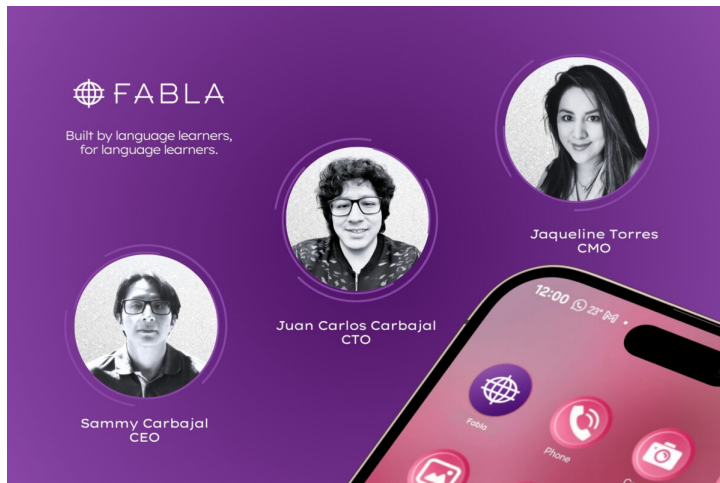 FABLA
Built by language learners,
for language learners.
Jaqueline Torres
CMO
Juan Carlos Carbajal
CTO
Sammy Carbajal
CEO
12:00 23°
Fabla
Phone
C